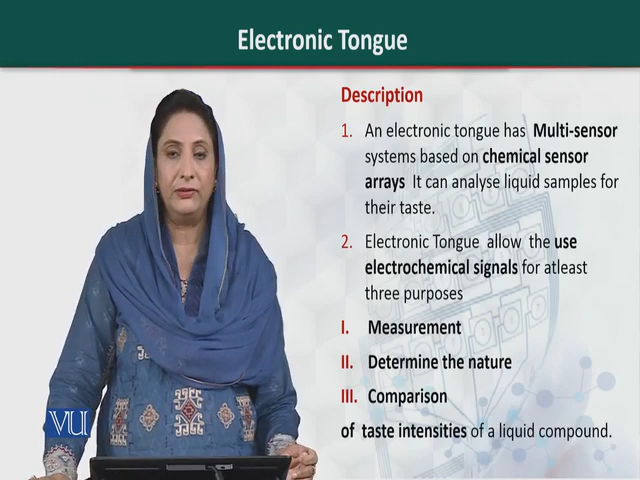 Electronic Tongue
Description
1. An electronic tongue has Multi-sensor
systems based on chemical sensor
arrays It can analyse liquid samples for
their taste.
2. Electronic Tongue allow the use
electrochemical signals for atleast
three purposes
I. Measurement
II. Determine the nature
III. Comparison
of taste intensities of a liquid compound.
VU